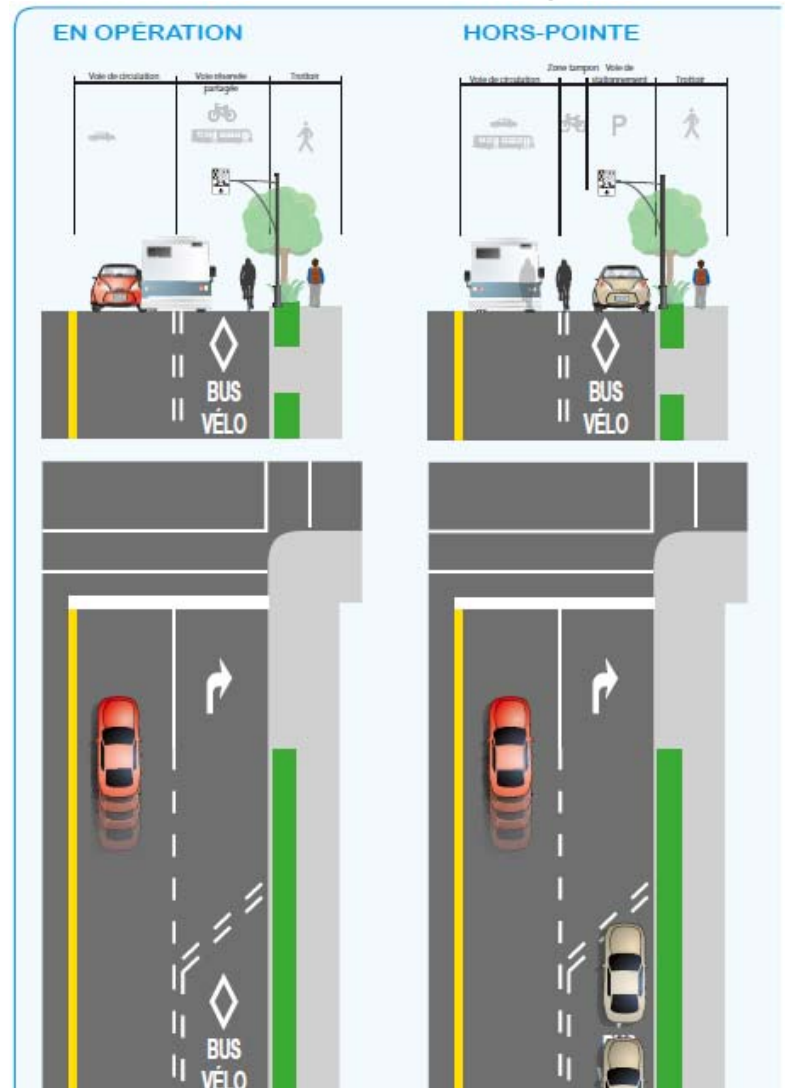 EN OPÉRATION
HORS-POINTE
Voie de circulation
Voie réservée
partagée
Trottoir
Zone tampon
Voie de
Voie de circulation
stationnement
Trottoir
P
BUS
VÉLO
BUS
VÉLO
BUS
VÉLO